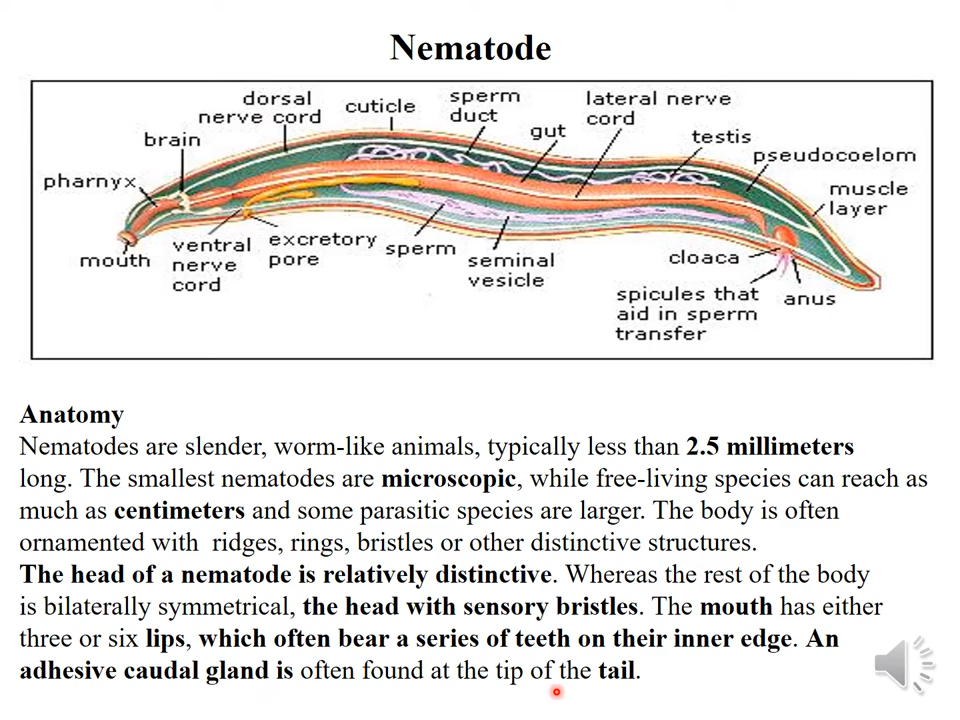 Nematode
dorsal
nerve cord
cuticle
sperm
duct
lateral nerve
cord
brain
gut
testis
pseudocoelom
pharnyx
muscle
layer
mouth
ventral
nerve
cord
excretory
pore
sperm
seminal
vesicle
cloaca
spicules that
aid in sperm
transfer
anus
Anatomy
Nematodes are slender, worm-like animals, typically less than 2.5 millimeters
long. The smallest nematodes are microscopic, while free-living species can reach as
much as centimeters and some parasitic species are larger. The body is often
ornamented with ridges, rings, bristles or other distinctive structures.
The head of a nematode is relatively distinctive. Whereas the rest of the body
is bilaterally symmetrical, the head with sensory bristles. The mouth has either
three or six lips, which often bear a series of teeth on their inner edge. An
adhesive caudal gland is often found at the tip of the tail.